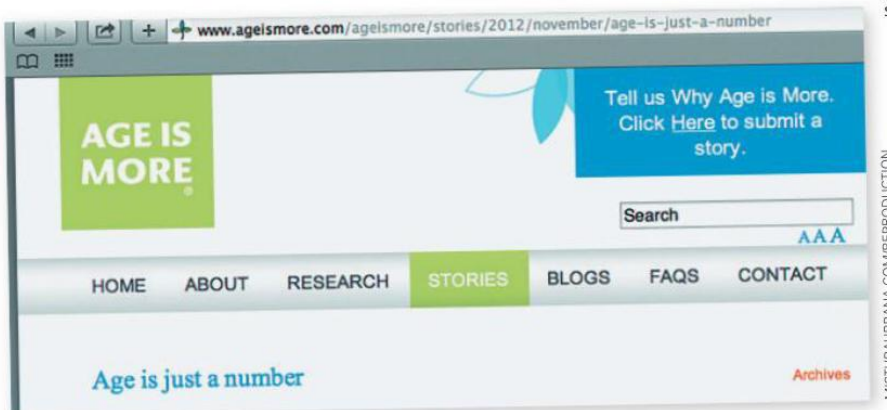 www.ageismore.com/ageismore/stories/2012/november/age-is-just-a-number
AGE IS
MORE
®
Tell us Why Age is More.
Click Here to submit a
story.
Search
AAA
HOME ABOUT RESEARCH STORIES BLOGS FAQS CONTACT
Age is just a number
Archives